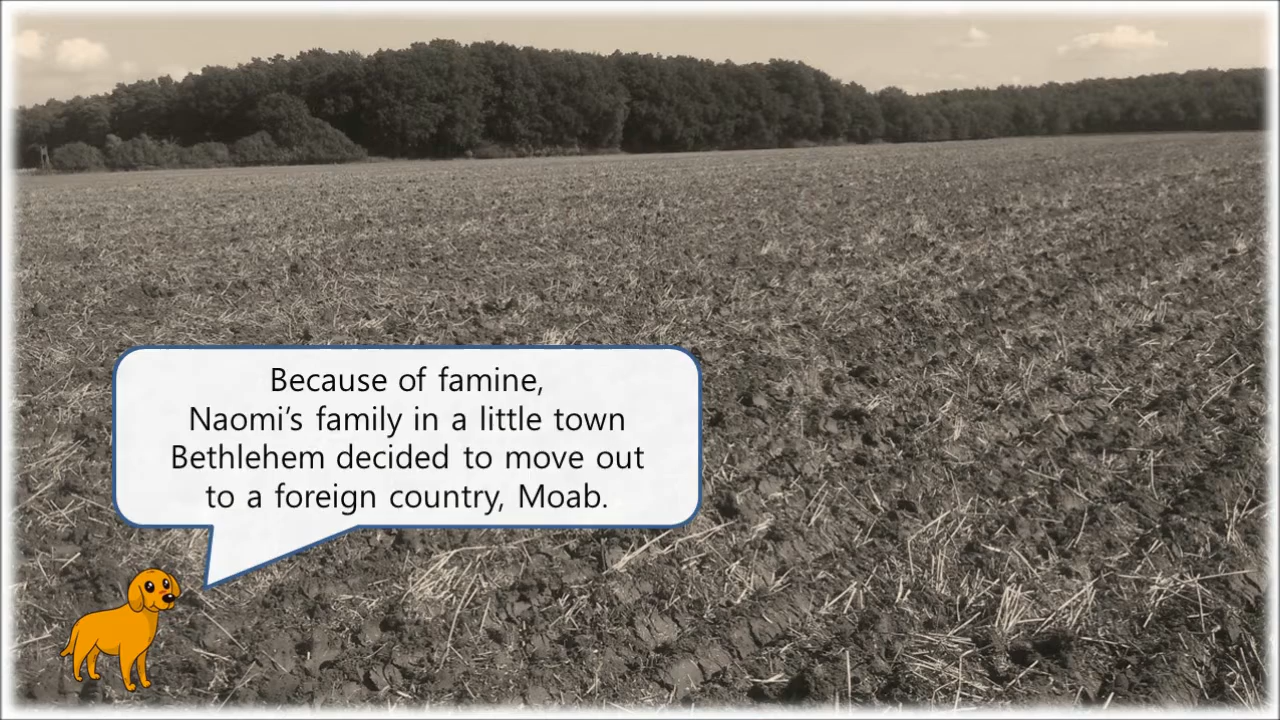 Because of famine,
Naomi’s family in a little town
Bethlehem decided to move out
to a foreign country, Moab.